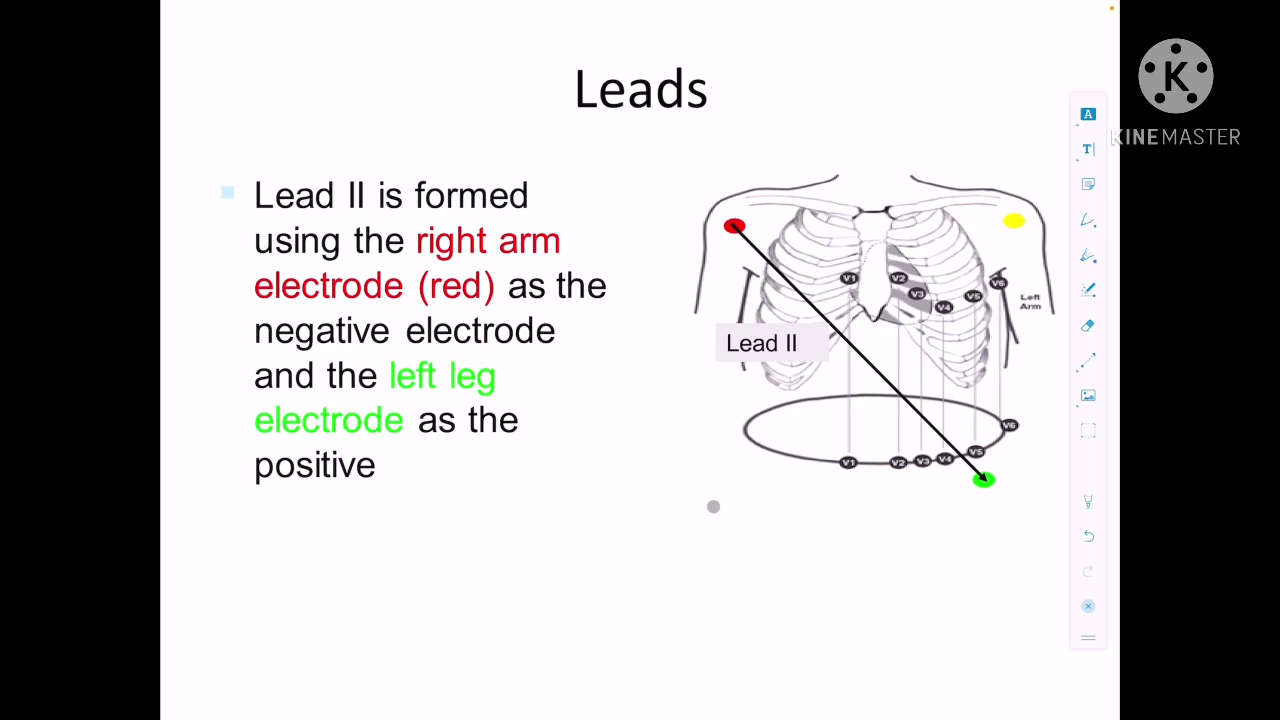 Leads
Lead II is formed
using the right arm
electrode (red) as the
negative electrode
and the left leg
electrode as the
positive
V1
V2
V3
V4
V5
V6
Left
Arm
Lead II
V6
V1
V2
V3
V4
V5
A
T
K
KINEMASTER